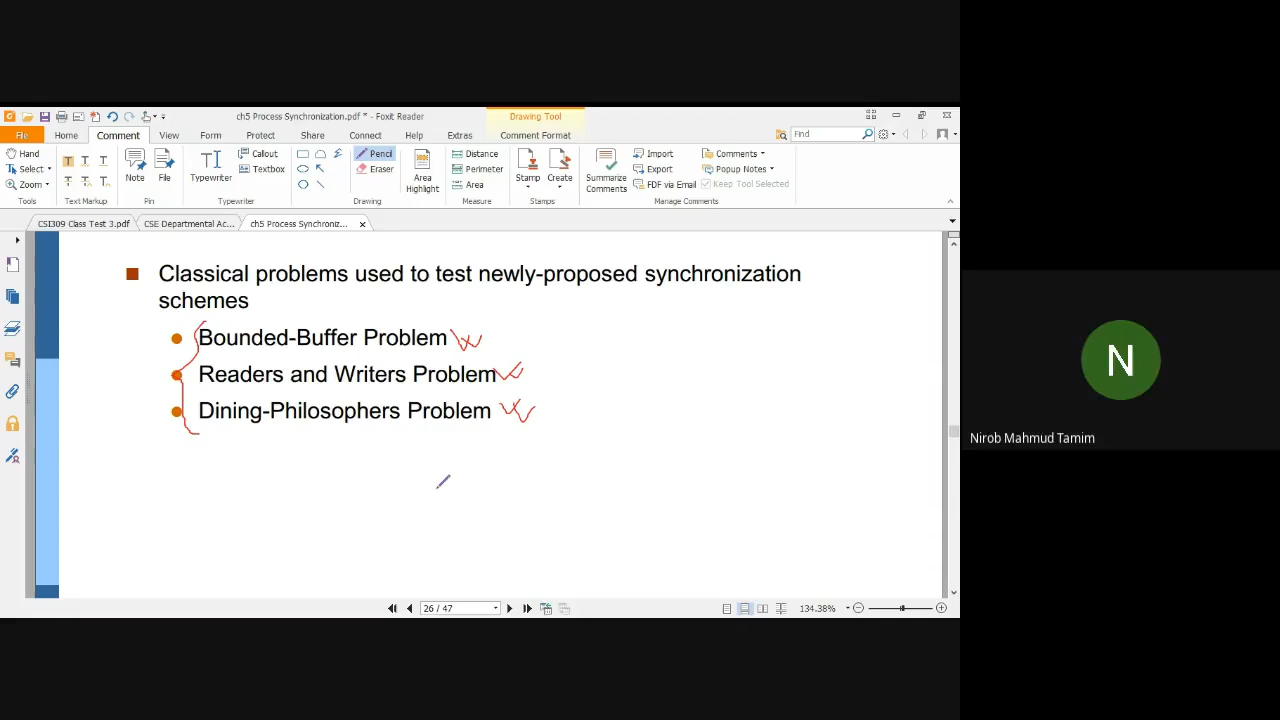 ch5 Process Synchronization.pdf * - Foxit Reader
Drawing Tool
File Home Comment View Form Protect Share Connect Help Extras Comment Format
Find
Hand
Select
Zoom
Tools
T T T
T T T
Text Markup
Note
File
Pin
Typewriter
Callout
Textbox
Typewriter
Pencil
Eraser
Area Highlight
Drawing
Distance
Perimeter
Area
Measure
Stamp
Create
Stamps
Summarize Comments
Import
Export
FDF via Email
Comments
Popup Notes
Keep Tool Selected
Manage Comments
CSI309 Class Test 3.pdf
CSE Departmental Ac...
ch5 Process Synchroniz...
Classical problems used to test newly-proposed synchronization
schemes
Bounded-Buffer Problem
Readers and Writers Problem
Dining-Philosophers Problem
26 / 47
134.38%
N
Nirob Mahmud Tamim